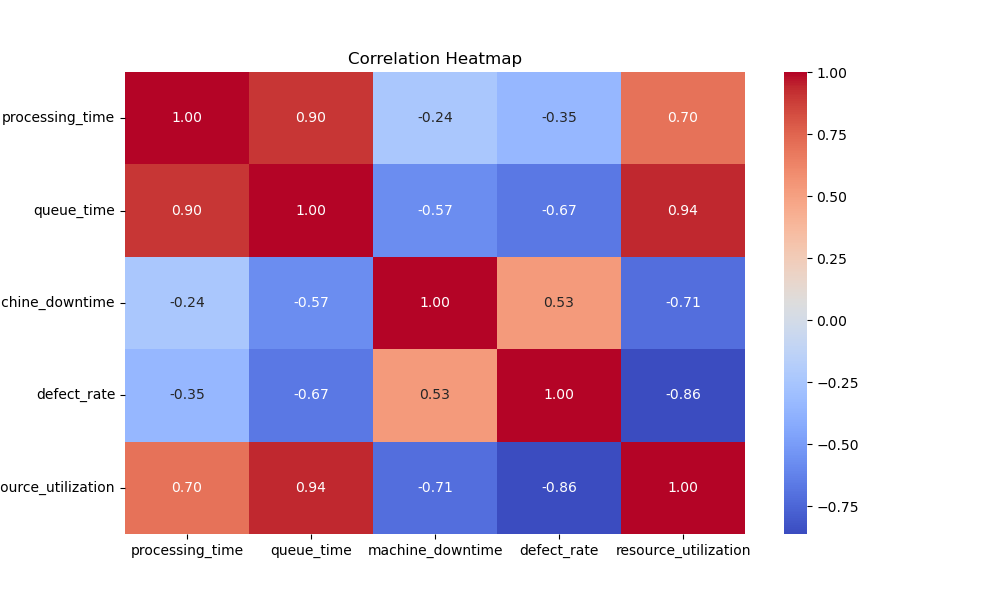 Correlation Heatmap
processing_time 1.00 0.90 -0.24 -0.35 0.70
queue_time 0.90 1.00 -0.57 -0.67 0.94
chine_downtime -0.24 -0.57 1.00 0.53 -0.71
defect_rate -0.35 -0.67 0.53 1.00 -0.86
ource_utilization 0.70 0.94 -0.71 -0.86 1.00
processing_time queue_time machine_downtime defect_rate resource_utilization
1.00
0.75
0.50
0.25
0.00
−0.25
−0.50
−0.75